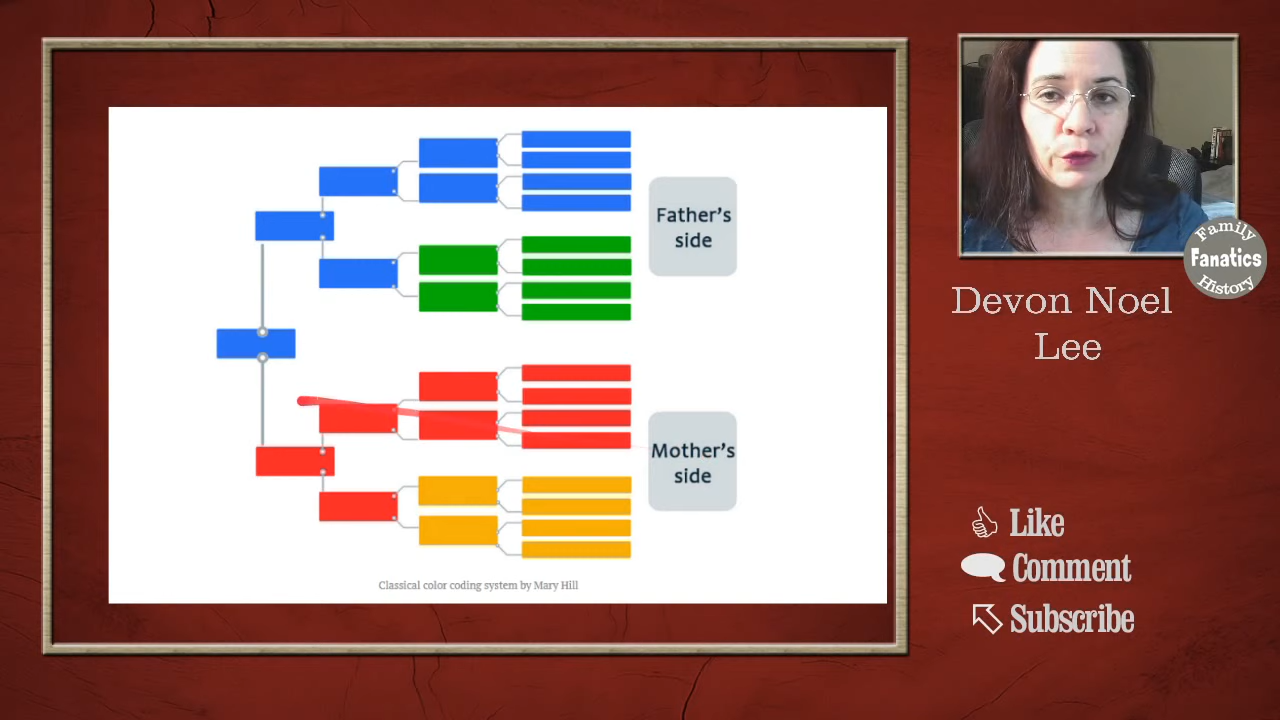 Father's
side
Mother's
side
Classical color coding system by Mary Hill
Family
Fanatics
History
Devon Noel
Lee
Like
Comment
Subscribe